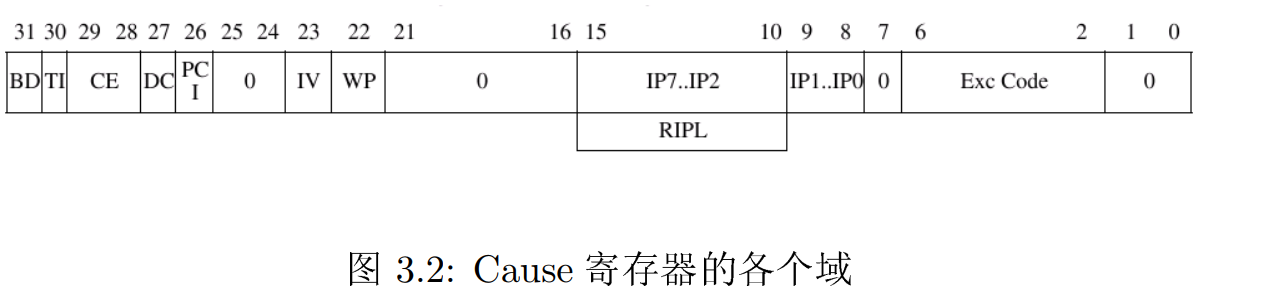 31 30 29 28 27 26 25 24 23 22 21 16 15 10 9 8 7 6 2 1 0
BD TI CE DC PC I 0 IV WP 0 IP7..IP2 IP1..IP0 0 Exc Code 0
RIPL
图 3.2: Cause 寄存器的各个域